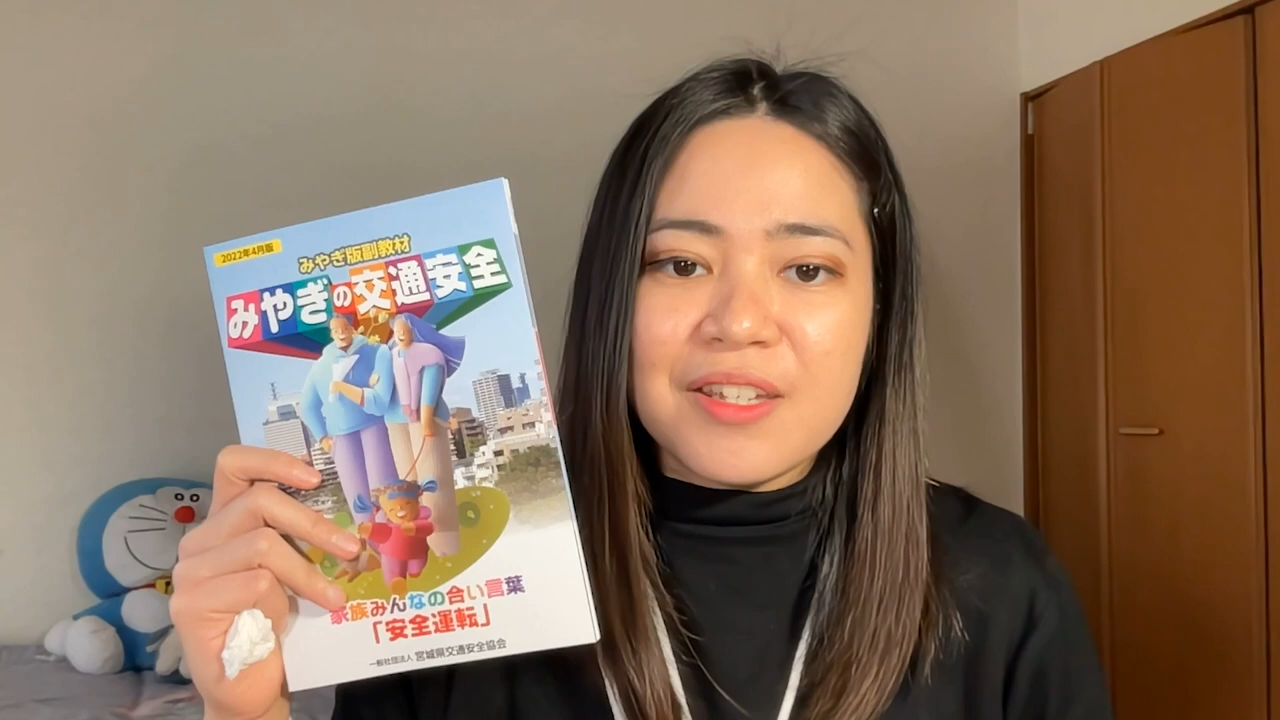 2022年4月版
みやぎ版副教材
みやぎの交通安全
家族みんなの合い言葉
「安全運転」
一般社団法人 宮城県交通安全協会